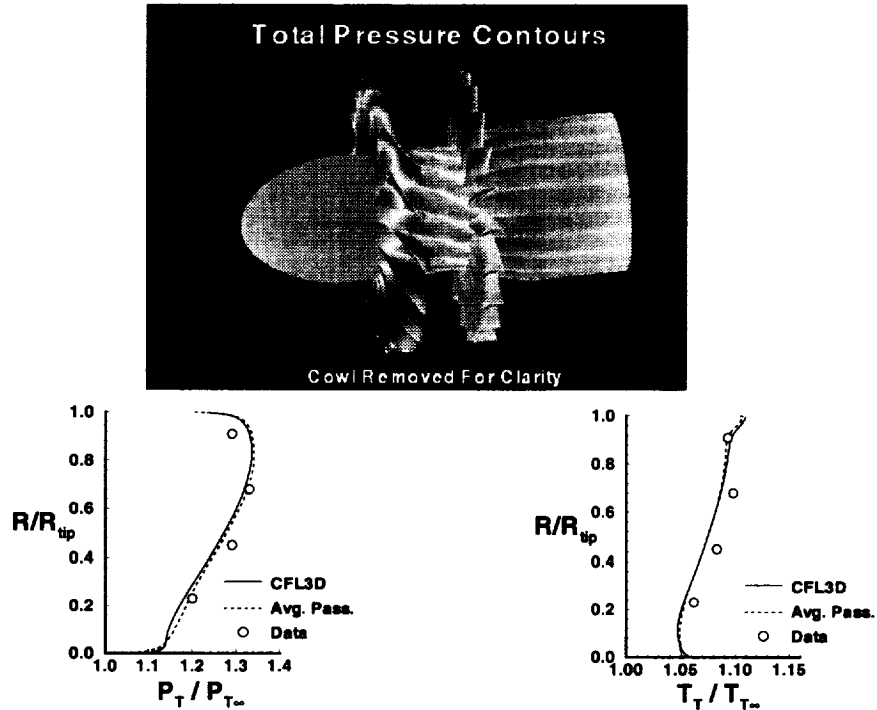 Total Pressure Contours
Cowl Removed For Clarity
1.0
0.8
0.6
0.4
0.2
0.0
R/R_tip
CFL3D
Avg. Pass.
Data
1.0 1.1 1.2 1.3 1.4
P_T / P_T∞
1.0
0.8
0.6
0.4
0.2
0.0
R/R_tip
CFL3D
Avg. Pass.
Data
1.00 1.05 1.10 1.15
T_T / T_T∞